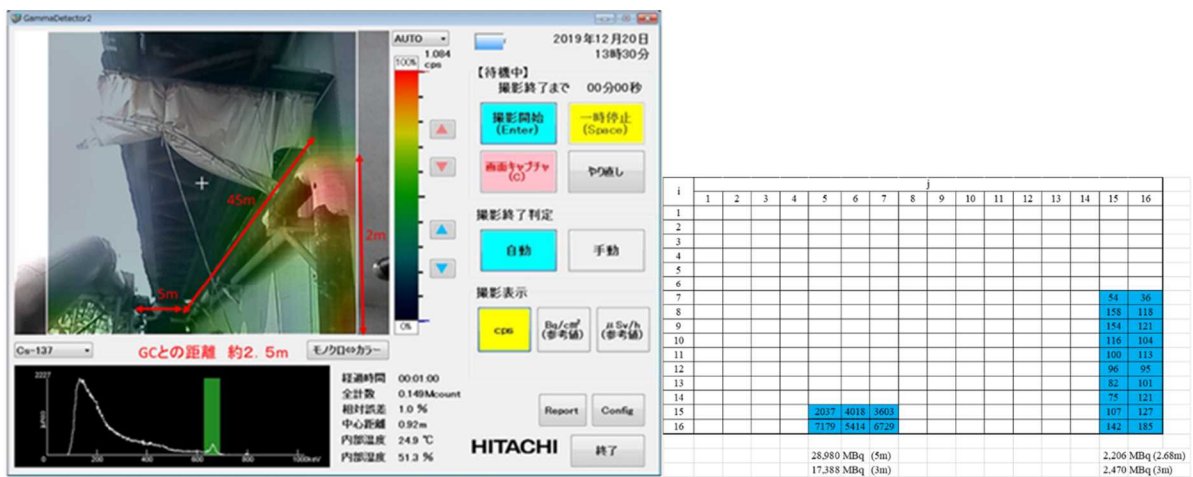 GammaDetector2
AUTO
1.084
cps
100%
0%
45m
2m
5m
Cs-137
GCとの距離 約2.5m
モノクロ⇔カラー
2227
0
200
400
600
800
1000keV
経過時間 00:01:00
全計数 0.149Mcount
相対誤差 1.0 %
中心距離 0.92m
内部温度 24.9 ℃
内部湿度 51.3 %
2019年12月20日
13時30分
【待機中】
撮影終了まで 00分00秒
撮影開始
(Enter)
一時停止
(Space)
画面キャプチャ
(C)
やり直し
撮影終了判定
自動
手動
撮影表示
cps
Bq/c㎡
(参考値)
μSv/h
(参考値)
Report
Config
HITACHI
終了
i j
1 2 3 4 5 6 7 8 9 10 11 12 13 14 15 16
1
2
3
4
5
6
7 54 36
8 158 118
9 154 121
10 116 104
11 100 113
12 96 95
13 82 101
14 75 121
15 2037 4018 3603 107 127
16 7179 5414 6729 142 185
28,980 MBq (5m) 2,206 MBq (2.68m)
17,388 MBq (3m) 2,470 MBq (3m)